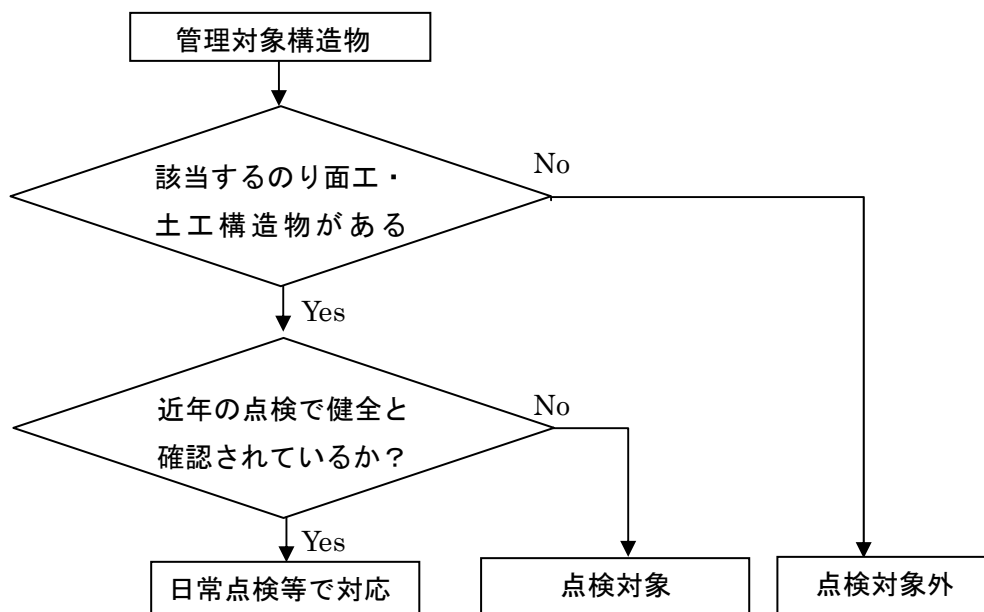 管理対象構造物
該当するのり面工・
土工構造物がある
No
Yes
近年の点検で健全と
確認されているか？
No
Yes
日常点検等で対応
点検対象
点検対象外